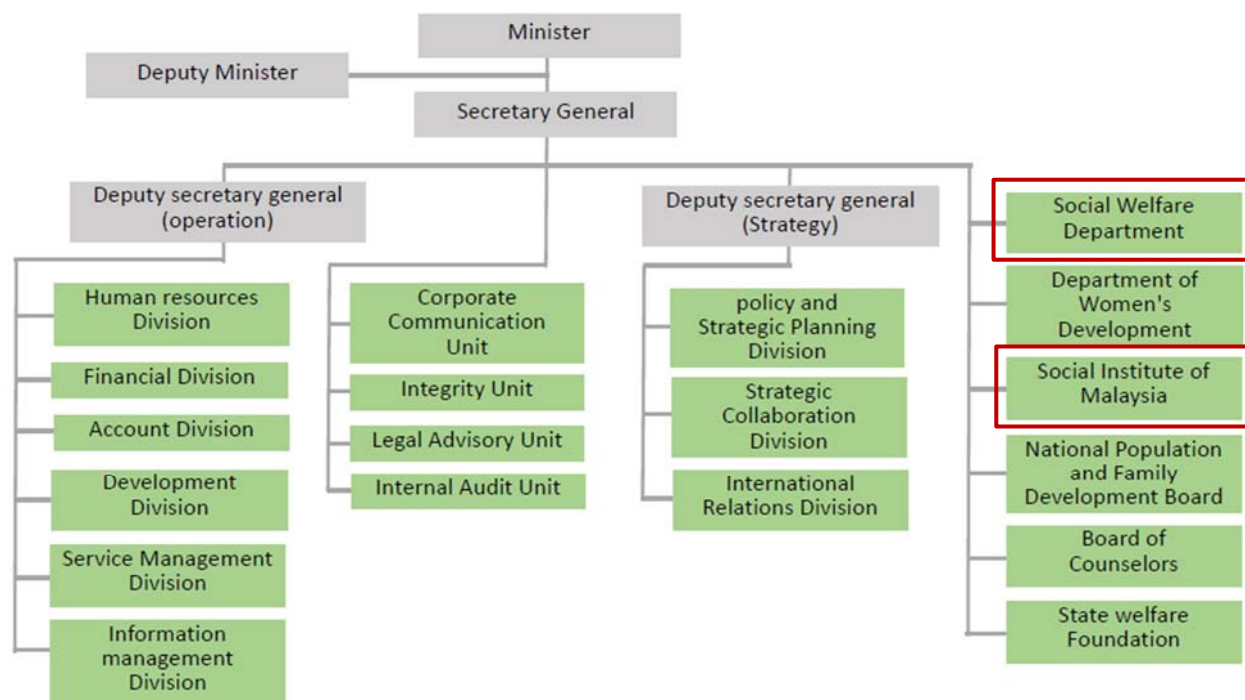 Minister
Deputy Minister
Secretary General
Deputy secretary general
(operation)
Human resources
Division
Financial Division
Account Division
Development
Division
Service Management
Division
Information
management
Division
Corporate
Communication
Unit
Integrity Unit
Legal Advisory Unit
Internal Audit Unit
Deputy secretary general
(Strategy)
policy and
Strategic Planning
Division
Strategic
Collaboration
Division
International
Relations Division
Social Welfare
Department
Department of
Women's
Development
Social Institute of
Malaysia
National Population
and Family
Development Board
Board of
Counselors
State welfare
Foundation